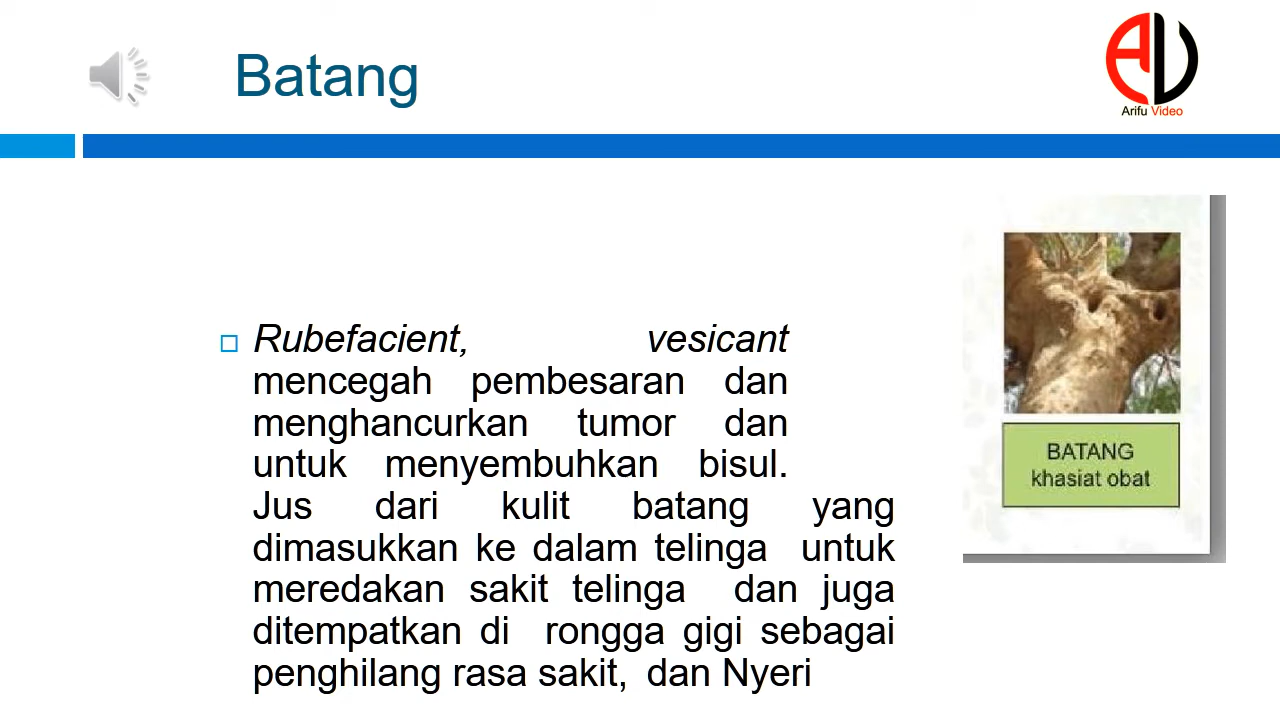 Batang
Arifu Video
Rubefacient, vesicant
mencegah pembesaran dan
menghancurkan tumor dan
untuk menyembuhkan bisul.
Jus dari kulit batang yang
dimasukkan ke dalam telinga untuk
meredakan sakit telinga dan juga
ditempatkan di rongga gigi sebagai
penghilang rasa sakit, dan Nyeri
BATANG
khasiat obat